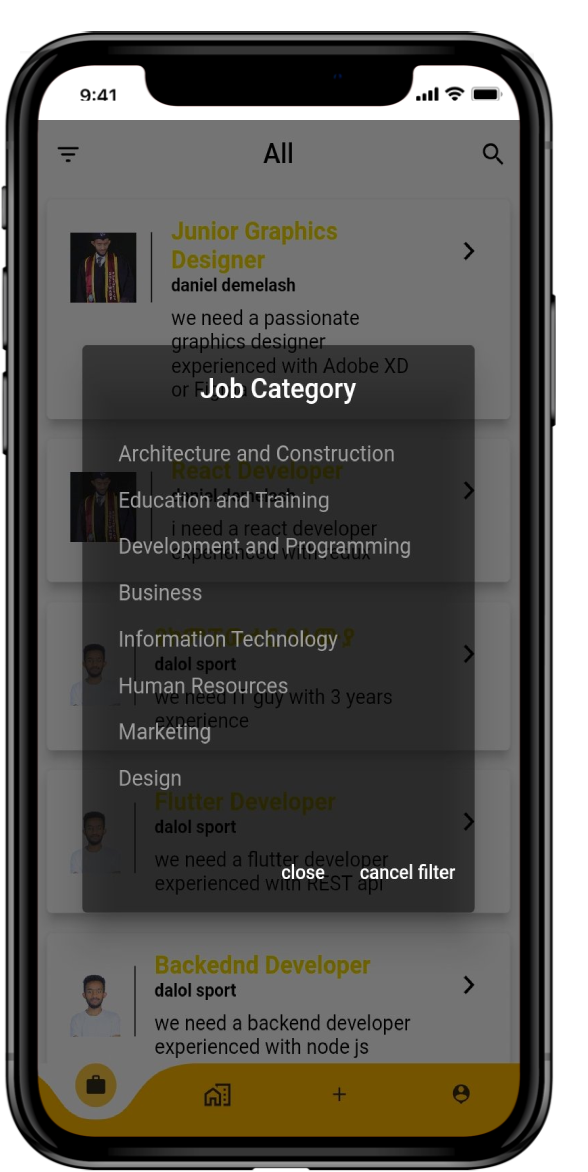 9:41
All
Junior Graphics
Designer
daniel demelash
we need a passionate
graphics designer
experienced with Adobe XD
or
Job Category
Architecture and Construction
React Developer
daniel demelash
Education and Training
i need a react developer
Development and Programming
experienced with redux
Business
Information Technology
dalol sport
Human Resources
we need IT guy with 3 years
experience
Marketing
Design
Flutter Developer
dalol sport
we need a flutter developer
close cancel filter
experienced with REST api
Backednd Developer
dalol sport
we need a backend developer
experienced with node js